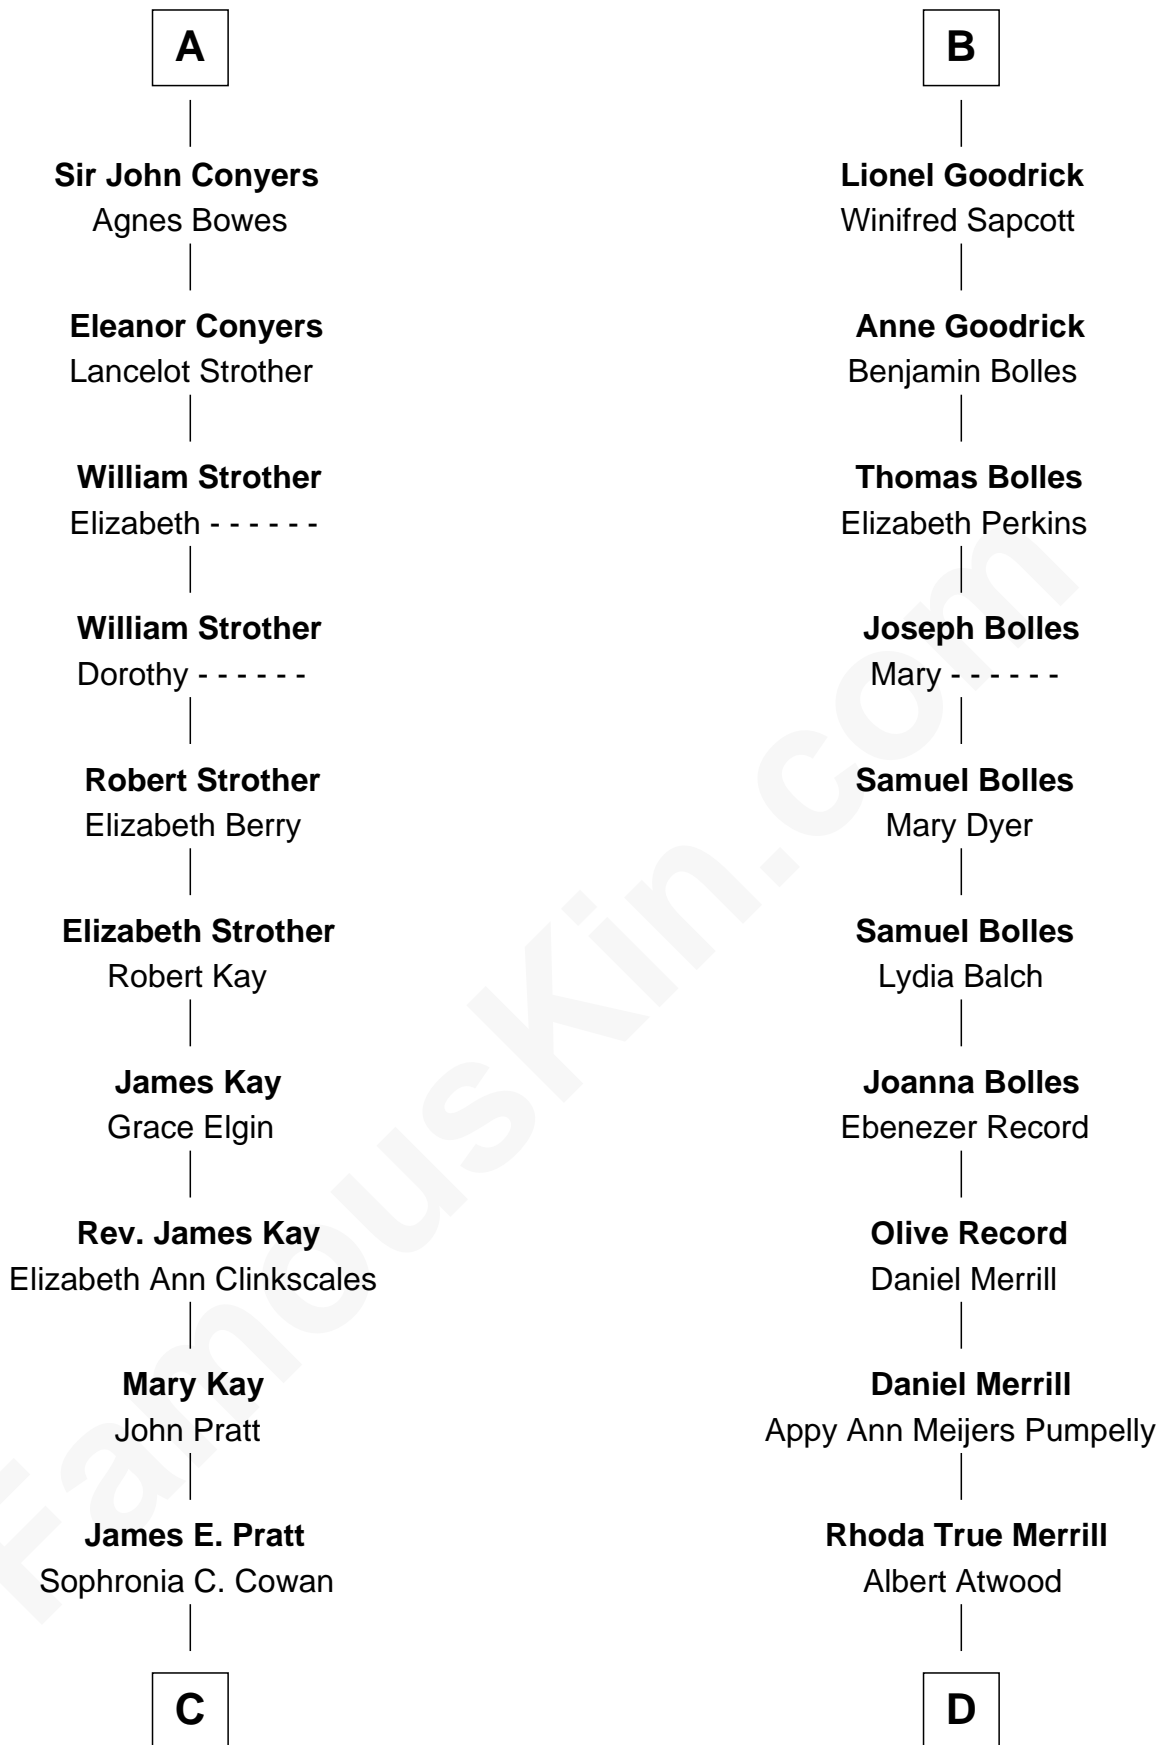 A
Sir John Conyers
Agnes Bowes
Eleanor Conyers
Lancelot Strother
William Strother
Elizabeth - - - - - -
William Strother
Dorothy - - - - - -
Robert Strother
Elizabeth Berry
Elizabeth Strother
Robert Kay
James Kay
Grace Elgin
Rev. James Kay
Elizabeth Ann Clinkscales
Mary Kay
John Pratt
James E. Pratt
Sophronia C. Cowan
C
B
Lionel Goodrick
Winifred Sapcott
Anne Goodrick
Benjamin Bolles
Thomas Bolles
Elizabeth Perkins
Joseph Bolles
Mary - - - - - -
Samuel Bolles
Mary Dyer
Samuel Bolles
Lydia Balch
Joanna Bolles
Ebenezer Record
Olive Record
Daniel Merrill
Daniel Merrill
Appy Ann Meijers Pumpelly
Rhoda True Merrill
Albert Atwood
D
FamousKin.com